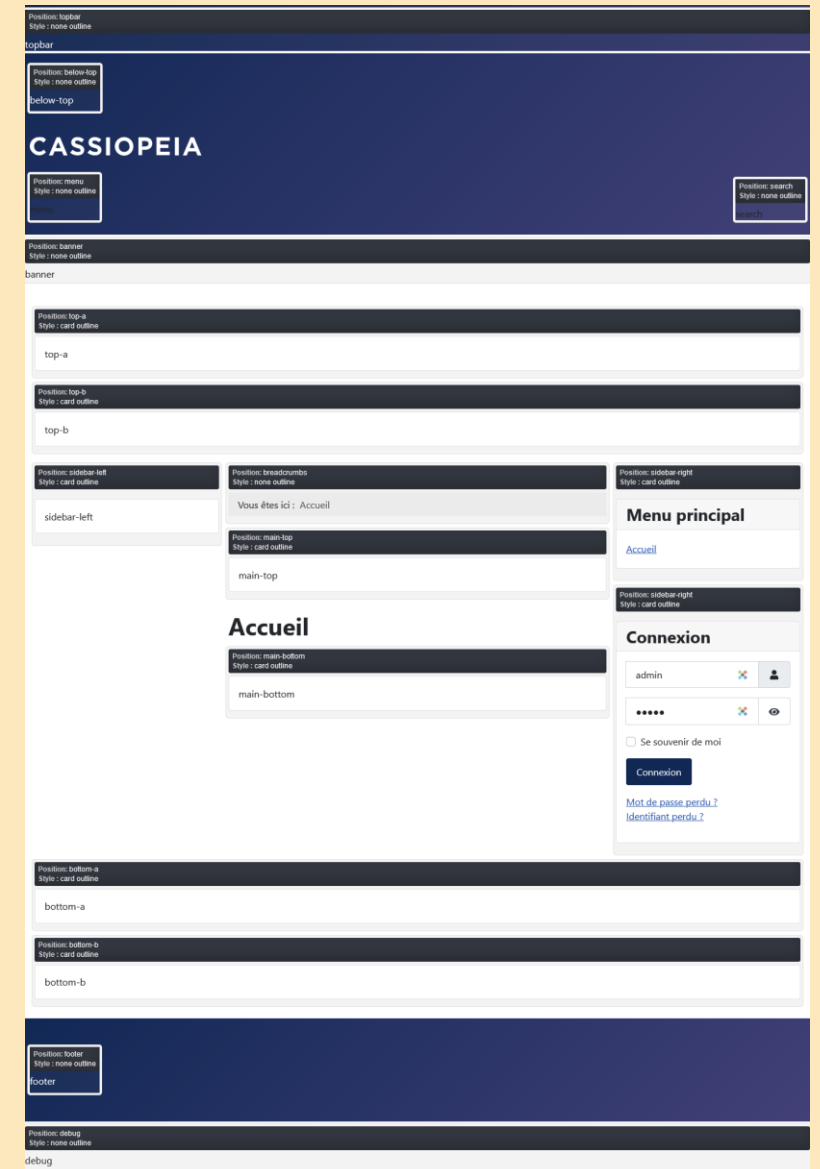 Position: topbar
Style : none outline
topbar
Position: below-top
Style : none outline
below-top
CASSIOPEIA
Position: menu
Style : none outline
menu
Position: search
Style : none outline
search
Position: banner
Style : none outline
banner
Position: top-a
Style : card outline
top-a
Position: top-b
Style : card outline
top-b
Position: sidebar-left
Style : card outline
sidebar-left
Position: breadcrumbs
Style : none outline
Vous êtes ici : Accueil
Position: main-top
Style : card outline
main-top
Accueil
Position: main-bottom
Style : card outline
main-bottom
Position: sidebar-right
Style : card outline
Menu principal
Accueil
Position: sidebar-right
Style : card outline
Connexion
admin
•••••
Se souvenir de moi
Connexion
Mot de passe perdu ?
Identifiant perdu ?
Position: bottom-a
Style : card outline
bottom-a
Position: bottom-b
Style : card outline
bottom-b
Position: footer
Style : none outline
footer
Position: debug
Style : none outline
debug